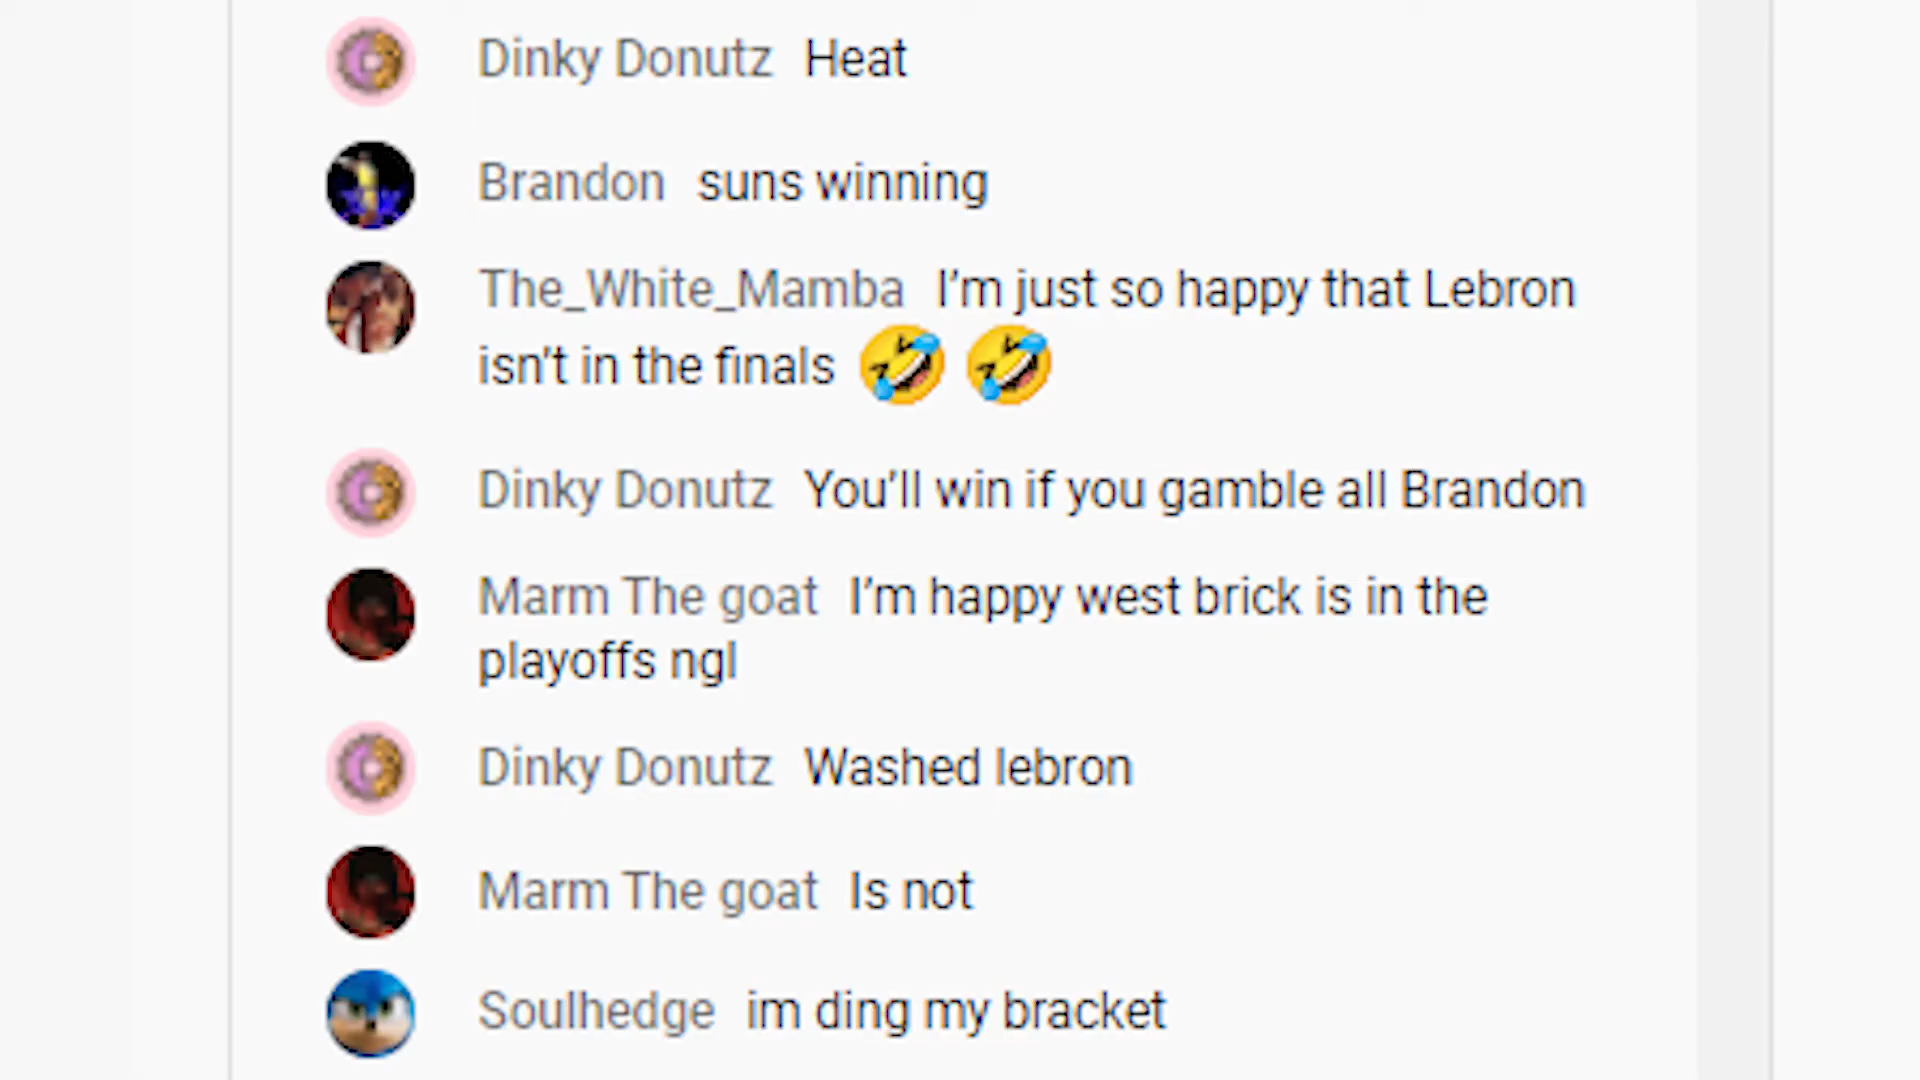 Dinky Donutz Heat
Brandon suns winning
The_White_Mamba I'm just so happy that Lebron
isn't in the finals 🤣 🤣
Dinky Donutz You'll win if you gamble all Brandon
Marm The goat I'm happy west brick is in the
playoffs ngl
Dinky Donutz Washed lebron
Marm The goat Is not
Soulhedge im ding my bracket